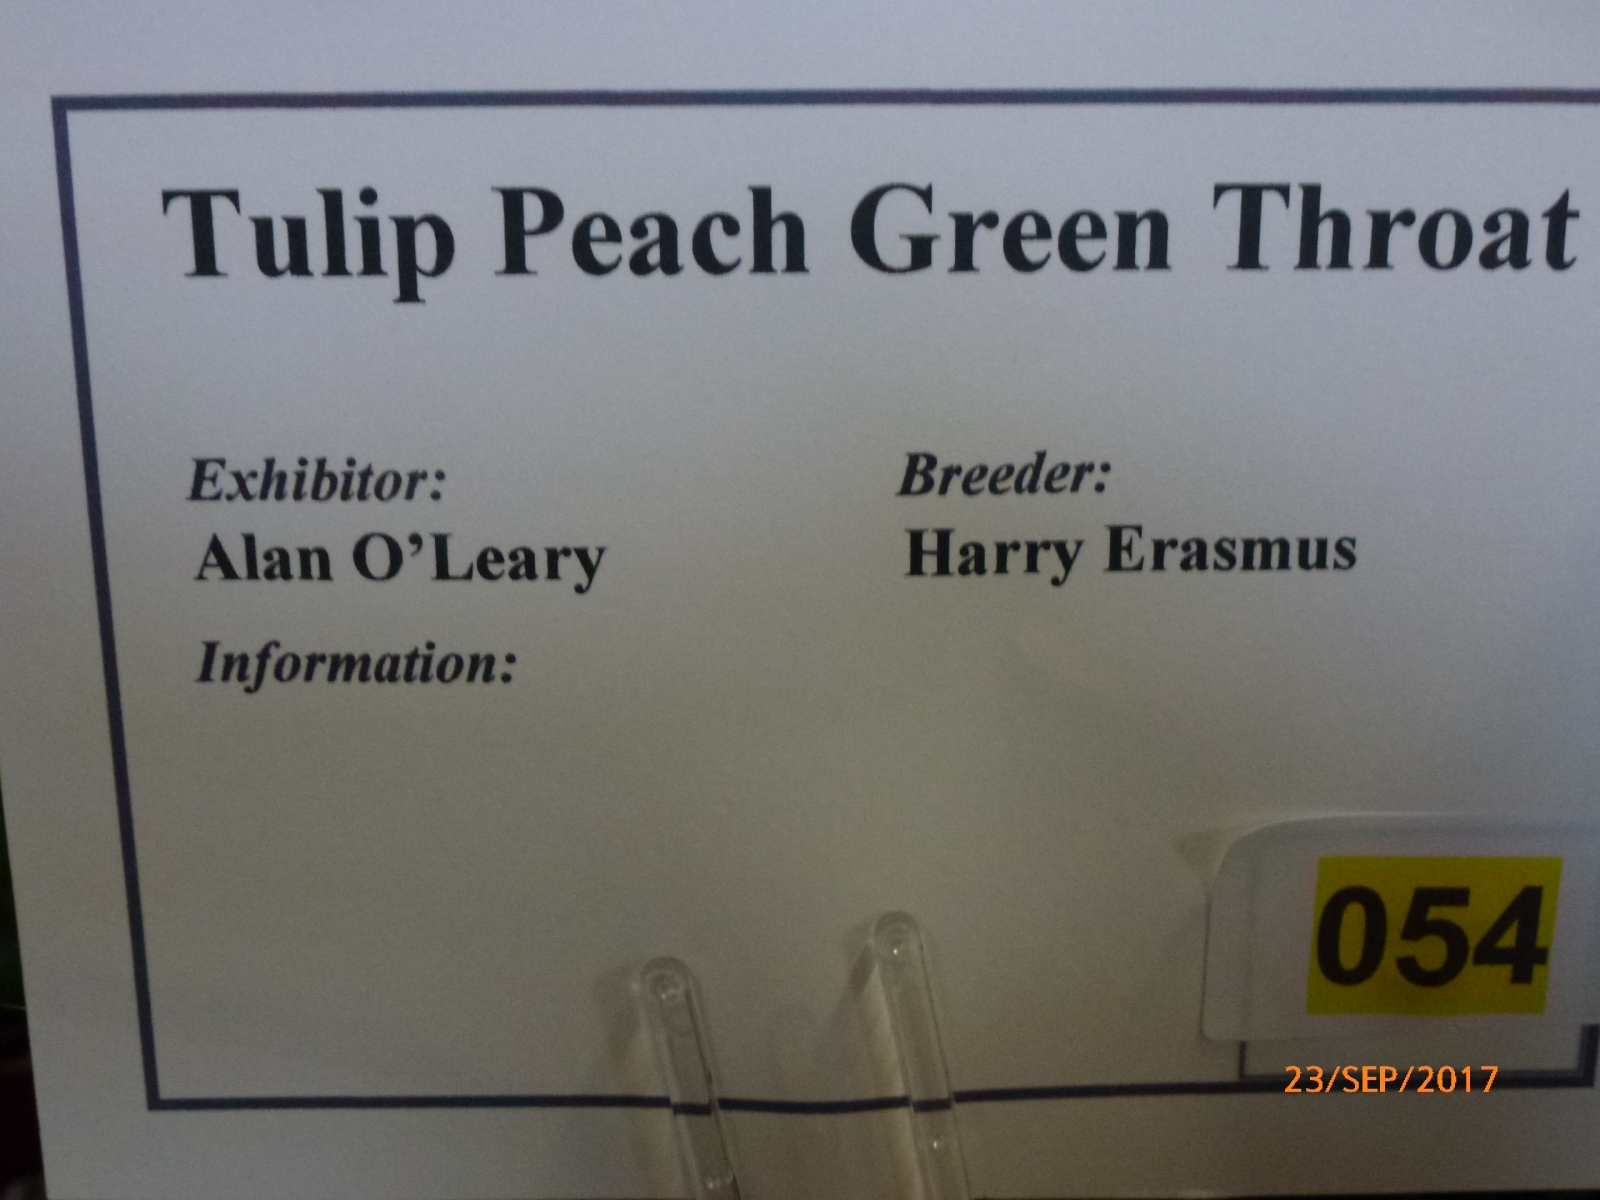 Tulip Peach Green Throat
Exhibitor:
Alan O’Leary
Breeder:
Harry Erasmus
Information:
054
23/SEP/2017